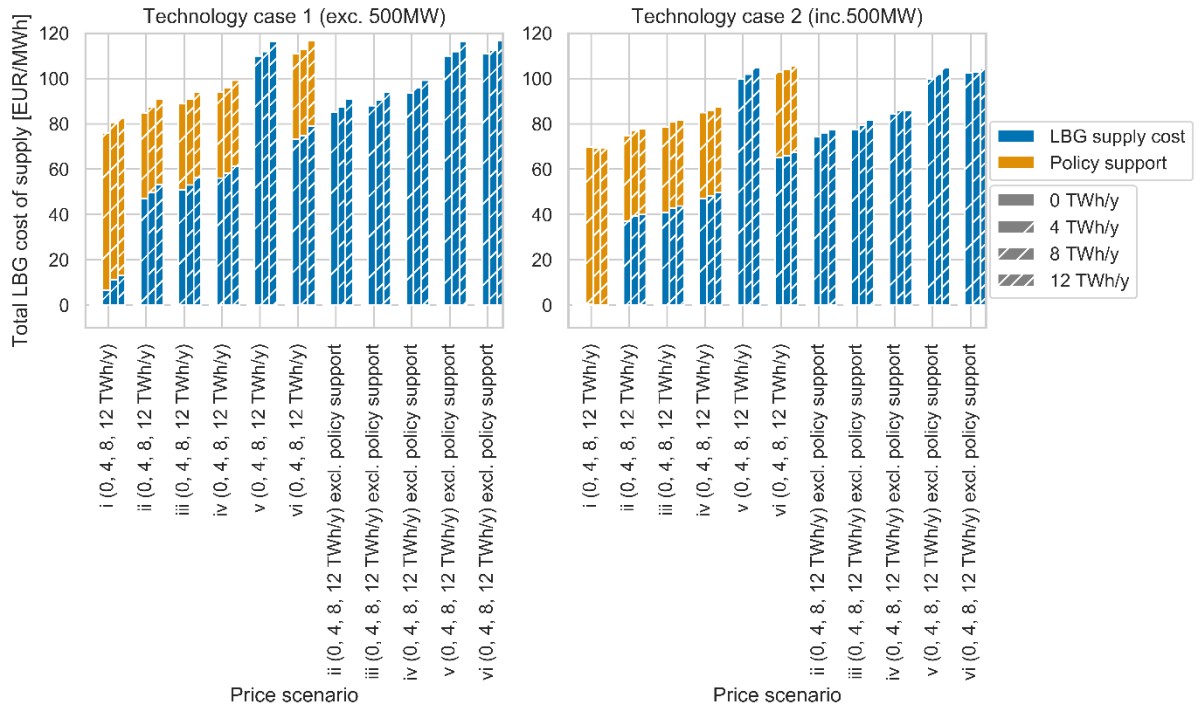 Technology case 1 (exc. 500MW)
Technology case 2 (inc.500MW)
Total LBG cost of supply [EUR/MWh]
120
100
80
60
40
20
0
120
100
80
60
40
20
0
i (0, 4, 8, 12 TWh/y)
ii (0, 4, 8, 12 TWh/y)
iii (0, 4, 8, 12 TWh/y)
iv (0, 4, 8, 12 TWh/y)
v (0, 4, 8, 12 TWh/y)
vi (0, 4, 8, 12 TWh/y)
ii (0, 4, 8, 12 TWh/y) excl. policy support
iii (0, 4, 8, 12 TWh/y) excl. policy support
iv (0, 4, 8, 12 TWh/y) excl. policy support
v (0, 4, 8, 12 TWh/y) excl. policy support
vi (0, 4, 8, 12 TWh/y) excl. policy support
Price scenario
i (0, 4, 8, 12 TWh/y)
ii (0, 4, 8, 12 TWh/y)
iii (0, 4, 8, 12 TWh/y)
iv (0, 4, 8, 12 TWh/y)
v (0, 4, 8, 12 TWh/y)
vi (0, 4, 8, 12 TWh/y)
ii (0, 4, 8, 12 TWh/y) excl. policy support
iii (0, 4, 8, 12 TWh/y) excl. policy support
iv (0, 4, 8, 12 TWh/y) excl. policy support
v (0, 4, 8, 12 TWh/y) excl. policy support
vi (0, 4, 8, 12 TWh/y) excl. policy support
Price scenario
LBG supply cost
Policy support
0 TWh/y
4 TWh/y
8 TWh/y
12 TWh/y